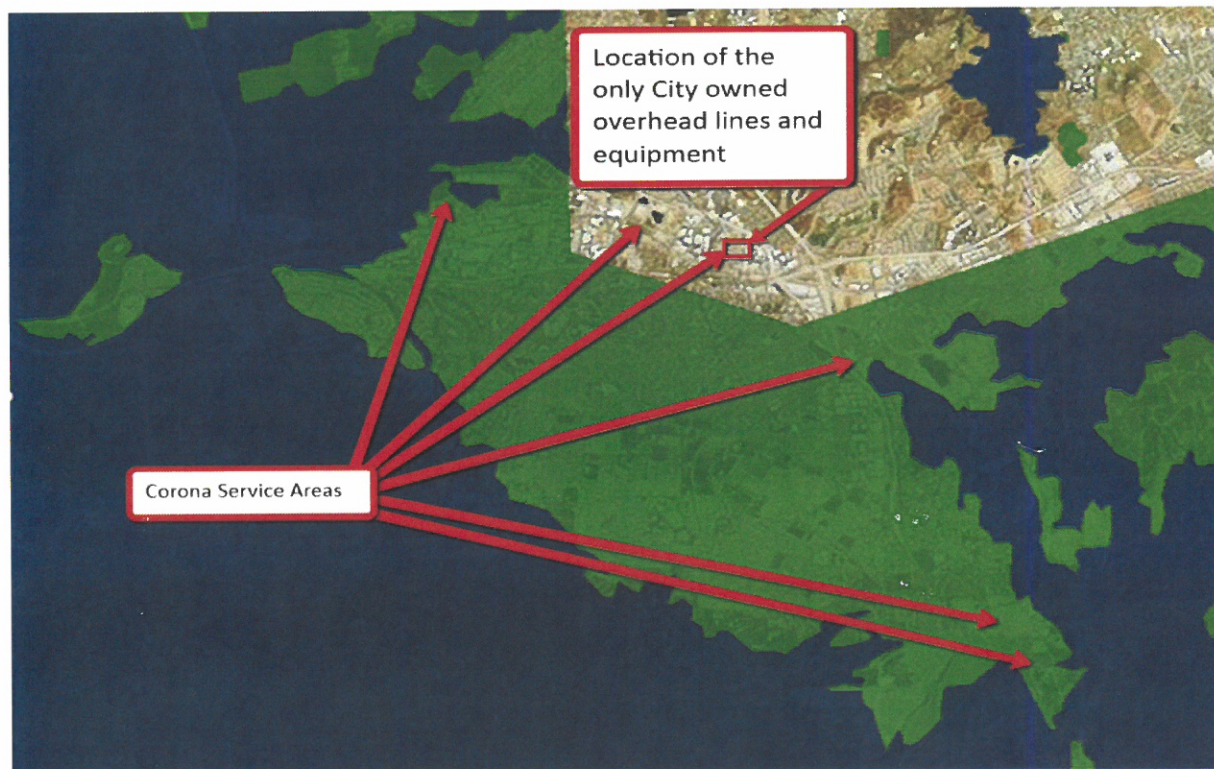 Location of the
only City owned
overhead lines and
equipment
Corona Service Areas